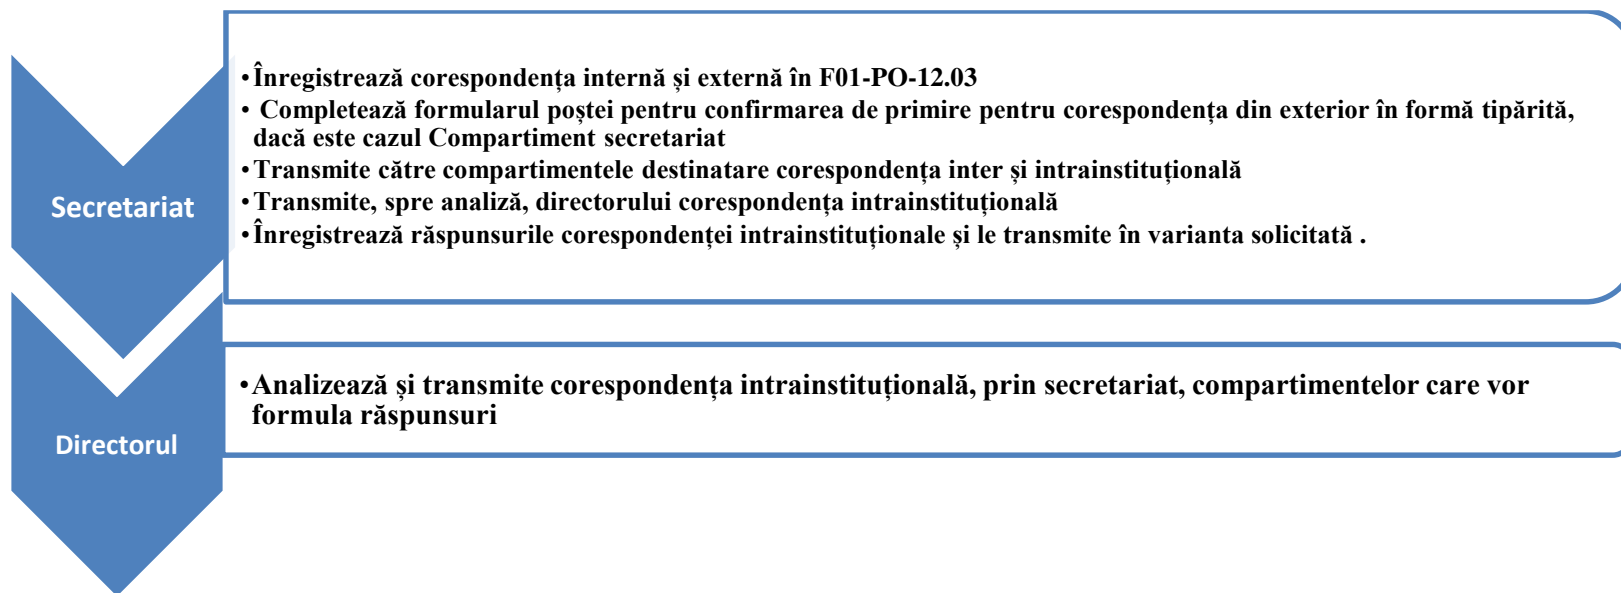 Secretariat
•Înregistrează corespondența internă și externă în F01-PO-12.03
• Completează formularul poștei pentru confirmarea de primire pentru corespondența din exterior în formă tipărită,
dacă este cazul Compartiment secretariat
•Transmite către compartimentele destinatare corespondența inter și intrainstituțională
•Transmite, spre analiză, directorului corespondența intrainstituțională
•Înregistrează răspunsurile corespondenței intrainstituționale și le transmite în varianta solicitată .
Directorul
•Analizează și transmite corespondența intrainstituțională, prin secretariat, compartimentelor care vor
formula răspunsuri